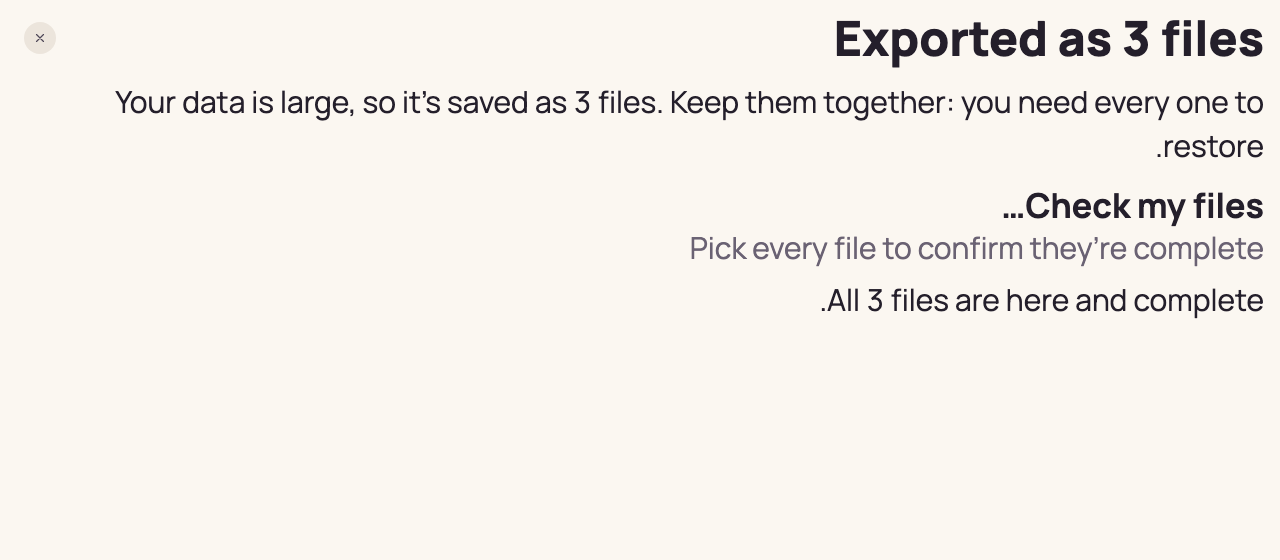 Exported as 3 files
Your data is large, so it's saved as 3 files. Keep them together: you need every one to
.restore
…Check my files
Pick every file to confirm they're complete
.All 3 files are here and complete